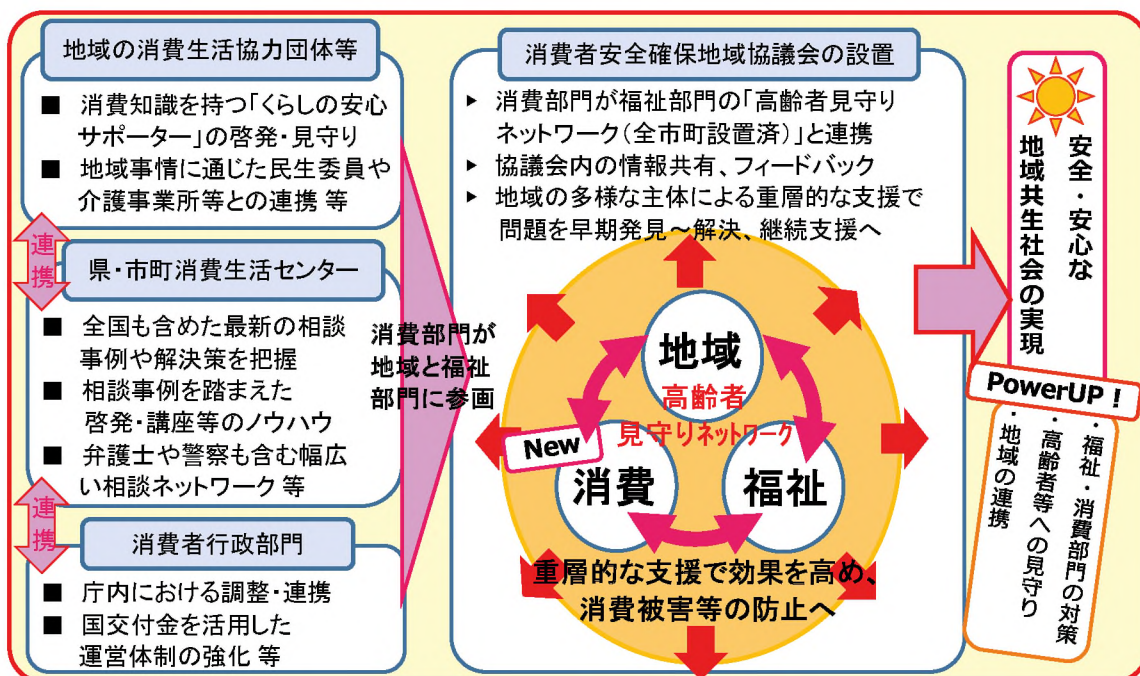 地域の消費生活協力団体等
■ 消費知識を持つ「くらしの安心
サポーター」の啓発・見守り
■ 地域事情に通じた民生委員や
介護事業所等との連携 等
連携
県・市町消費生活センター
■ 全国も含めた最新の相談
事例や解決策を把握
■ 相談事例を踏まえた
啓発・講座等のノウハウ
■ 弁護士や警察も含む幅広
い相談ネットワーク 等
連携
消費者行政部門
■ 庁内における調整・連携
■ 国交付金を活用した
運営体制の強化 等
消費部門が
地域と福祉
部門に参画
消費者安全確保地域協議会の設置
▶ 消費部門が福祉部門の「高齢者見守り
ネットワーク(全市町設置済)」と連携
▶ 協議会内の情報共有、フィードバック
▶ 地域の多様な主体による重層的な支援で
問題を早期発見~解決、継続支援へ
地域
高齢者
見守りネットワーク
New
消費
福祉
重層的な支援で効果を高め、
消費被害等の防止へ
安全・安心な
地域共生社会の実現
PowerUP!
・福祉・消費部門の対策
・高齢者等への見守り
・地域の連携